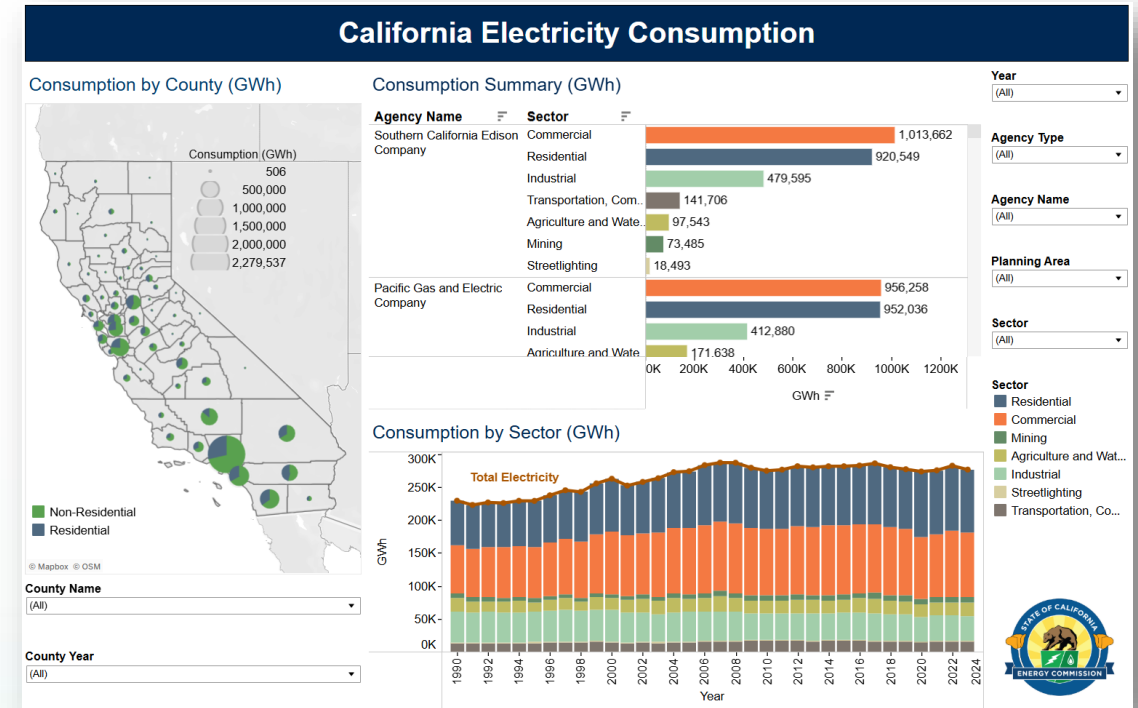 California Electricity Consumption
Consumption by County (GWh)
Consumption (GWh)
506
500,000
1,000,000
1,500,000
2,000,000
2,279,537
Non-Residential
Residential
© Mapbox © OSM
County Name
(All)
County Year
(All)
Consumption Summary (GWh)
Agency Name Sector
Southern California Edison Company
Commercial 1,013,662
Residential 920,549
Industrial 479,595
Transportation, Com.. 141,706
Agriculture and Wate.. 97,543
Mining 73,485
Streetlighting 18,493
Pacific Gas and Electric Company
Commercial 956,258
Residential 952,036
Industrial 412,880
Agriculture and Wate.. 171,638
0K 200K 400K 600K 800K 1000K 1200K
GWh
Consumption by Sector (GWh)
Total Electricity
300K
250K
200K
150K
100K
50K
0K
GWh
1990 1992 1994 1996 1998 2000 2002 2004 2006 2008 2010 2012 2014 2016 2018 2020 2022 2024
Year
Year
(All)
Agency Type
(All)
Agency Name
(All)
Planning Area
(All)
Sector
(All)
Sector
Residential
Commercial
Mining
Agriculture and Wat...
Industrial
Streetlighting
Transportation, Co...
STATE OF CALIFORNIA
ENERGY COMMISSION